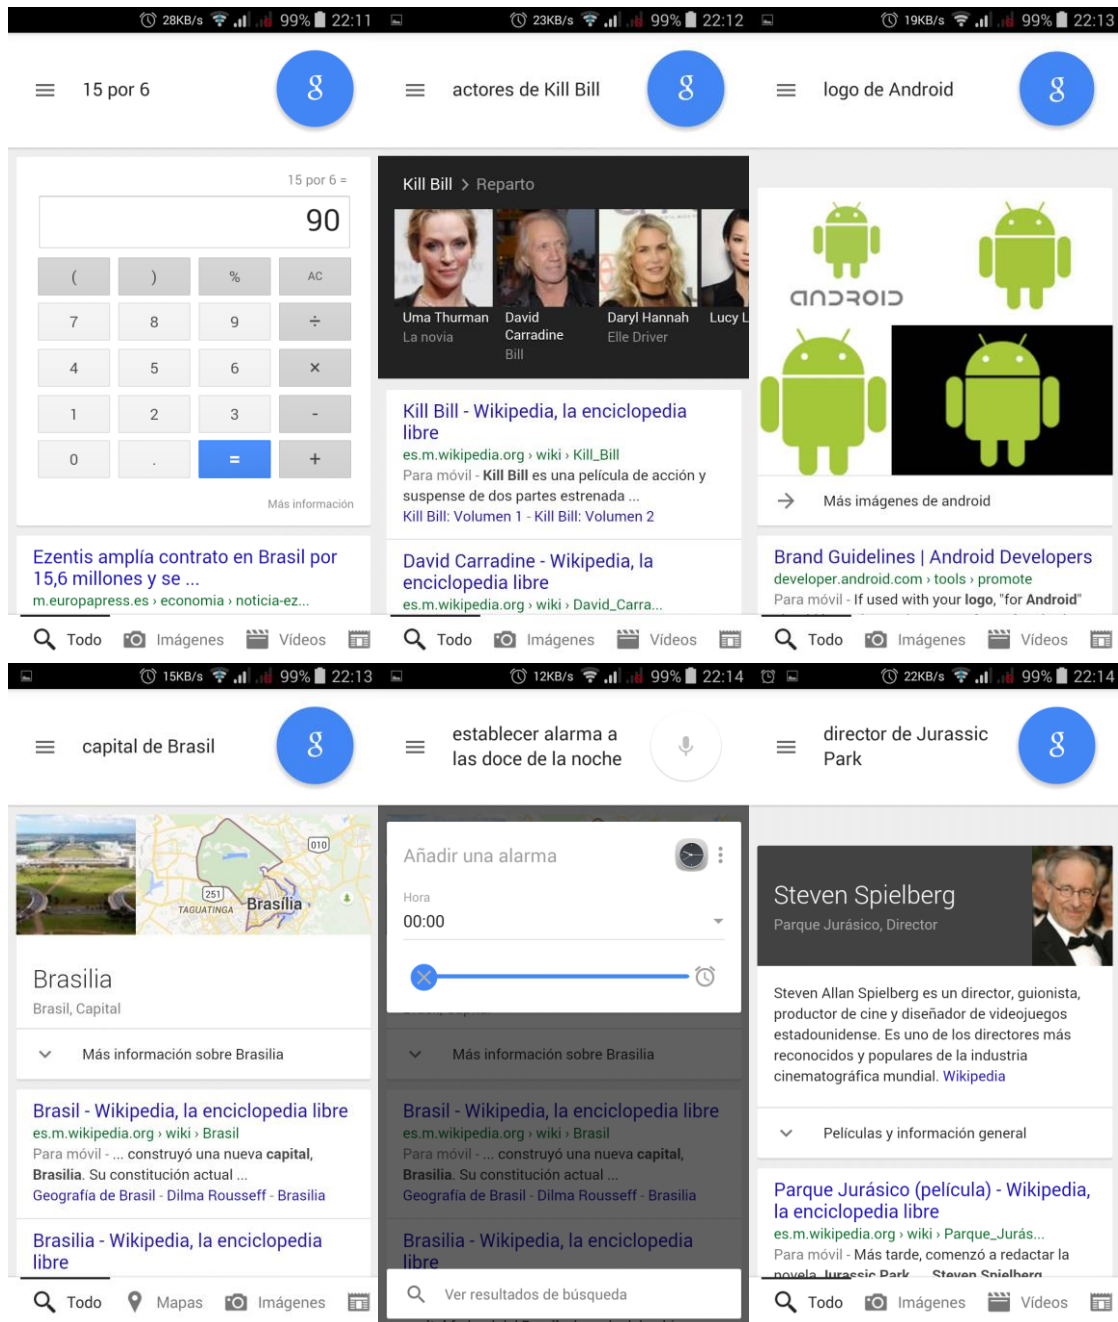 28KB/s 99% 22:11
15 por 6
15 por 6 =
90
( ) % AC
7 8 9 ÷
4 5 6 ×
1 2 3 -
0 . = +
Más información
Ezentis amplía contrato en Brasil por
15,6 millones y se ...
m.europapress.es › economia › noticia-ez...
Todo Imágenes Vídeos
23KB/s 99% 22:12
actores de Kill Bill
Kill Bill > Reparto
Uma Thurman
La novia
David
Carradine
Bill
Daryl Hannah
Elle Driver
Lucy L
Kill Bill - Wikipedia, la enciclopedia
libre
es.m.wikipedia.org › wiki › Kill_Bill
Para móvil - Kill Bill es una película de acción y
suspense de dos partes estrenada ...
Kill Bill: Volumen 1 - Kill Bill: Volumen 2
David Carradine - Wikipedia, la
enciclopedia libre
es.m.wikipedia.org › wiki › David_Carra...
Todo Imágenes Vídeos
19KB/s 99% 22:13
logo de Android
ANDROID
Más imágenes de android
Brand Guidelines | Android Developers
developer.android.com › tools › promote
Para móvil - If used with your logo, "for Android"
Todo Imágenes Vídeos
15KB/s 99% 22:13
capital de Brasil
010
251
TAGUATINGA
Brasília
Brasilia
Brasil, Capital
Más información sobre Brasilia
Brasil - Wikipedia, la enciclopedia libre
es.m.wikipedia.org › wiki › Brasil
Para móvil - ... construyó una nueva capital,
Brasilia. Su constitución actual ...
Geografía de Brasil - Dilma Rousseff - Brasilia
Brasilia - Wikipedia, la enciclopedia
libre
Todo Mapas Imágenes
12KB/s 99% 22:14
establecer alarma a
las doce de la noche
Añadir una alarma
Hora
00:00
Más información sobre Brasilia
Brasil - Wikipedia, la enciclopedia libre
es.m.wikipedia.org › wiki › Brasil
Para móvil - ... construyó una nueva capital,
Brasilia. Su constitución actual ...
Geografía de Brasil - Dilma Rousseff - Brasilia
Brasilia - Wikipedia, la enciclopedia
libre
Ver resultados de búsqueda
22KB/s 99% 22:14
director de Jurassic
Park
Steven Spielberg
Parque Jurásico, Director
Steven Allan Spielberg es un director, guionista,
productor de cine y diseñador de videojuegos
estadounidense. Es uno de los directores más
reconocidos y populares de la industria
cinematográfica mundial. Wikipedia
Películas y información general
Parque Jurásico (película) - Wikipedia,
la enciclopedia libre
es.m.wikipedia.org › wiki › Parque_Jurás...
Para móvil - Más tarde, comenzó a redactar la
novela Jurassic Park. ... Steven Spielberg
Todo Imágenes Vídeos